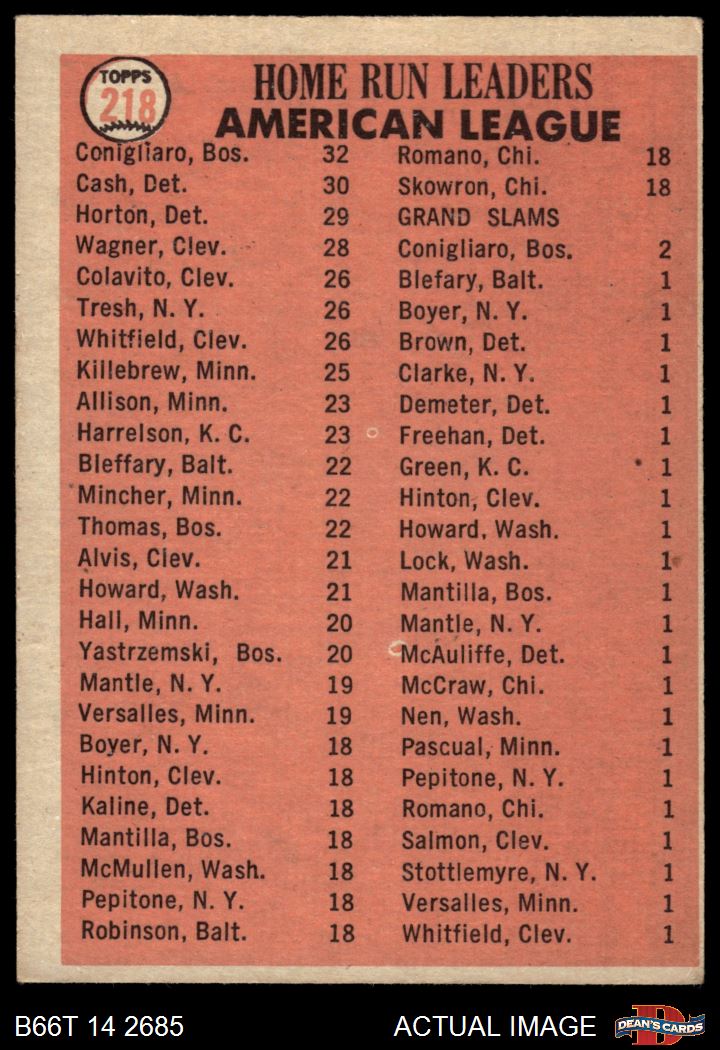 TOPPS
218
HOME RUN LEADERS
AMERICAN LEAGUE
Conigliaro, Bos. 32
Cash, Det. 30
Horton, Det. 29
Wagner, Clev. 28
Colavito, Clev. 26
Tresh, N. Y. 26
Whitfield, Clev. 26
Killebrew, Minn. 25
Allison, Minn. 23
Harrelson, K. C. 23
Bleffary, Balt. 22
Mincher, Minn. 22
Thomas, Bos. 22
Alvis, Clev. 21
Howard, Wash. 21
Hall, Minn. 20
Yastrzemski, Bos. 20
Mantle, N. Y. 19
Versalles, Minn. 19
Boyer, N. Y. 18
Hinton, Clev. 18
Kaline, Det. 18
Mantilla, Bos. 18
McMullen, Wash. 18
Pepitone, N. Y. 18
Robinson, Balt. 18
Romano, Chi. 18
Skowron, Chi. 18
GRAND SLAMS
Conigliaro, Bos. 2
Blefary, Balt. 1
Boyer, N. Y. 1
Brown, Det. 1
Clarke, N. Y. 1
Demeter, Det. 1
Freehan, Det. 1
Green, K. C. 1
Hinton, Clev. 1
Howard, Wash. 1
Lock, Wash. 1
Mantilla, Bos. 1
Mantle, N. Y. 1
McAuliffe, Det. 1
McCraw, Chi. 1
Nen, Wash. 1
Pascual, Minn. 1
Pepitone, N. Y. 1
Romano, Chi. 1
Salmon, Clev. 1
Stottlemyre, N. Y. 1
Versalles, Minn. 1
Whitfield, Clev. 1
B66T 14 2685
ACTUAL IMAGE
D
DEAN'S CARDS